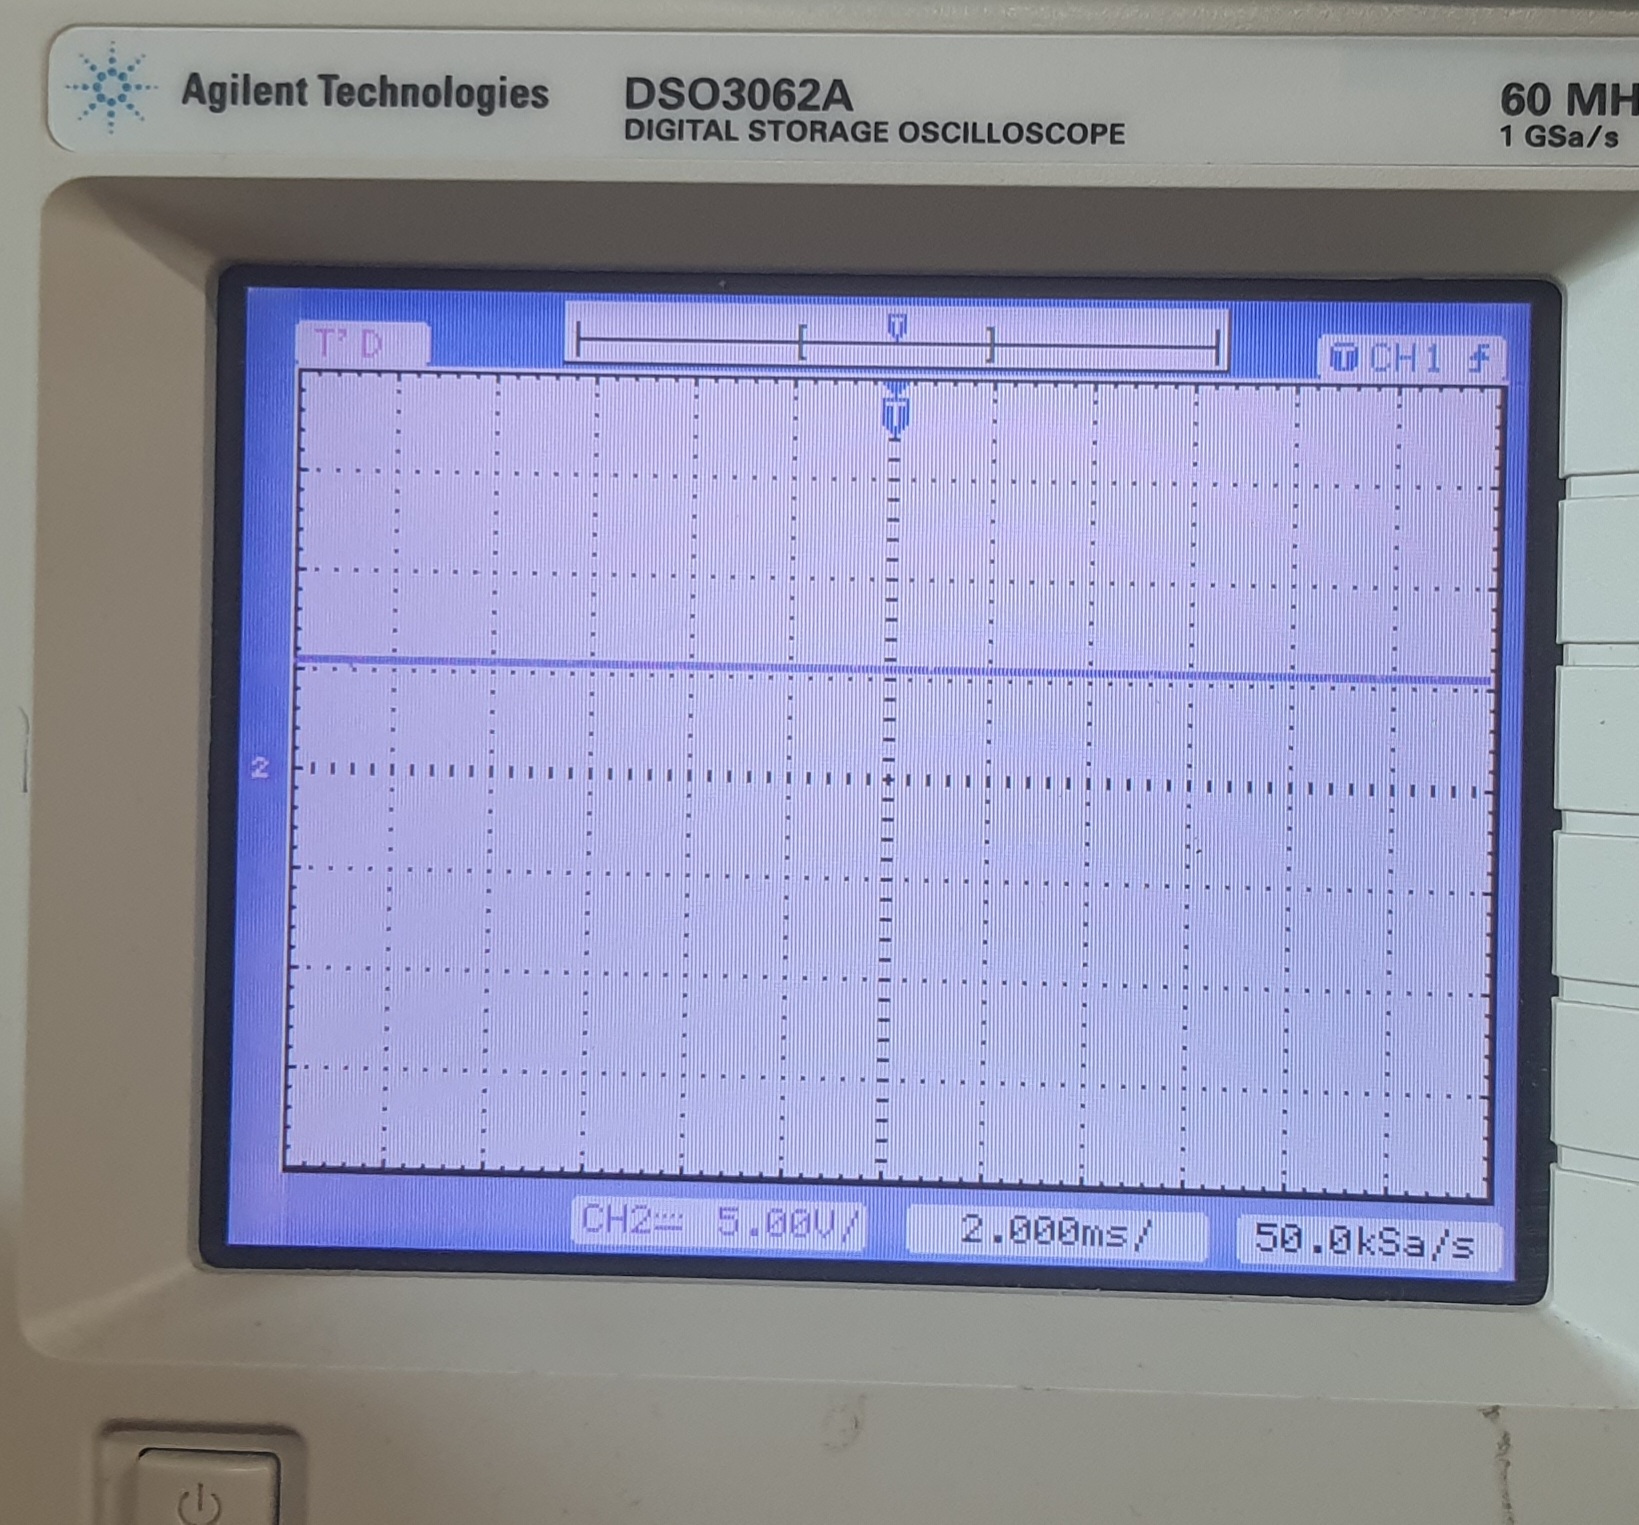 Agilent Technologies
DSO3062A
DIGITAL STORAGE OSCILLOSCOPE
60 MH
1 GSa/s
T'D
T
T CH1
T
2
CH2 5.00V/
2.000ms/
50.0kSa/s